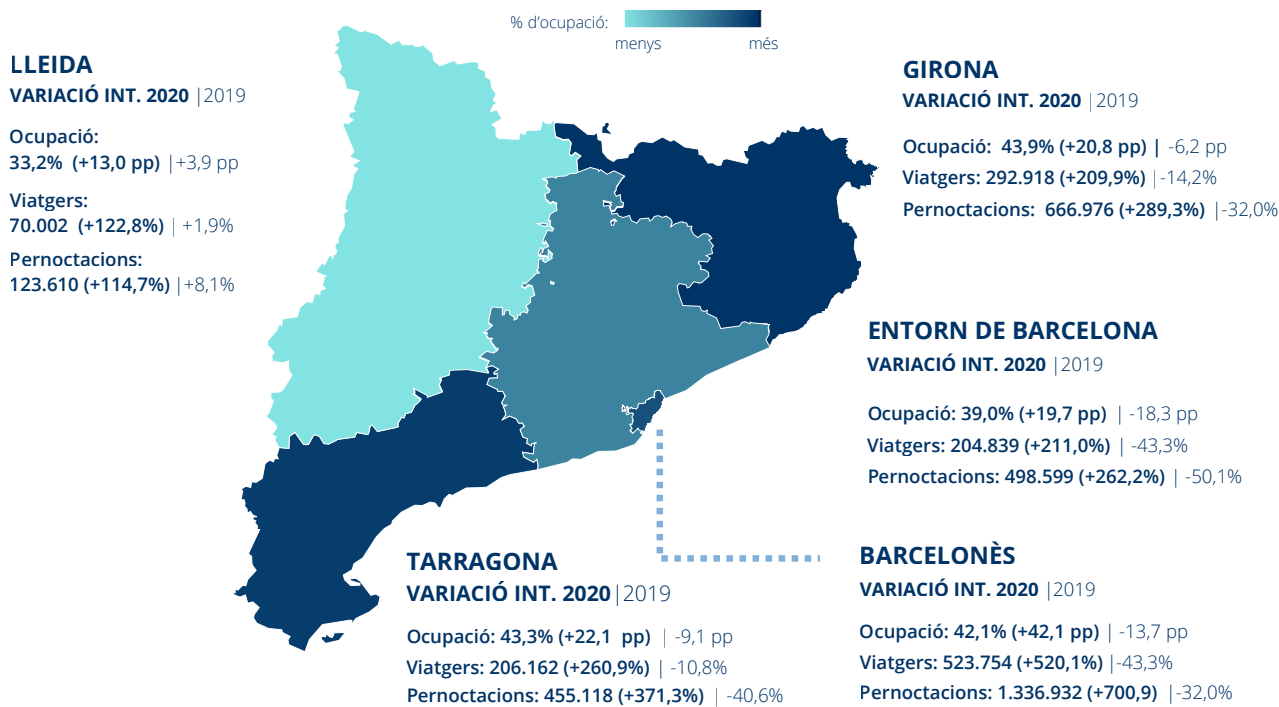 % d'ocupació:
menys més
LLEIDA
VARIACIÓ INT. 2020 |2019
Ocupació:
33,2% (+13,0 pp) |+3,9 pp
Viatgers:
70.002 (+122,8%) | +1,9%
Pernoctacions:
123.610 (+114,7%) |+8,1%
GIRONA
VARIACIÓ INT. 2020 |2019
Ocupació: 43,9% (+20,8 pp) | -6,2 pp
Viatgers: 292.918 (+209,9%) |-14,2%
Pernoctacions: 666.976 (+289,3%) |-32,0%
ENTORN DE BARCELONA
VARIACIÓ INT. 2020 |2019
Ocupació: 39,0% (+19,7 pp) | -18,3 pp
Viatgers: 204.839 (+211,0%) | -43,3%
Pernoctacions: 498.599 (+262,2%) | -50,1%
TARRAGONA
VARIACIÓ INT. 2020|2019
Ocupació: 43,3% (+22,1 pp) | -9,1 pp
Viatgers: 206.162 (+260,9%) | -10,8%
Pernoctacions: 455.118 (+371,3%) | -40,6%
BARCELONÈS
VARIACIÓ INT. 2020 |2019
Ocupació: 42,1% (+42,1 pp) | -13,7 pp
Viatgers: 523.754 (+520,1%) |-43,3%
Pernoctacions: 1.336.932 (+700,9) |-32,0%